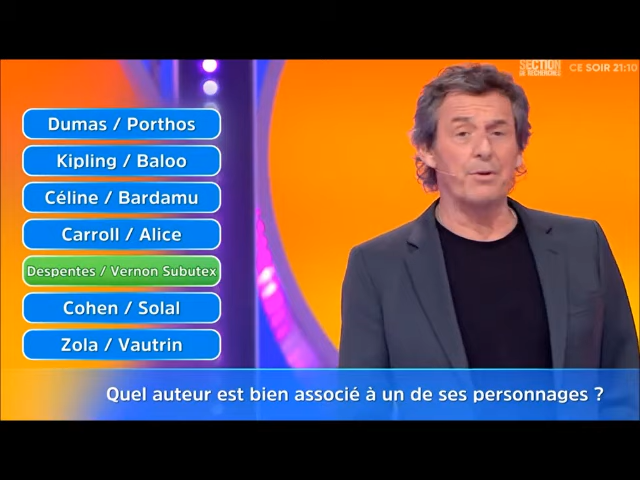 SECTION
DE RECHERCHES
CE SOIR 21:10
Dumas / Porthos
Kipling / Baloo
Céline / Bardamu
Carroll / Alice
Despentes / Vernon Subutex
Cohen / Solal
Zola / Vautrin
Quel auteur est bien associé à un de ses personnages ?